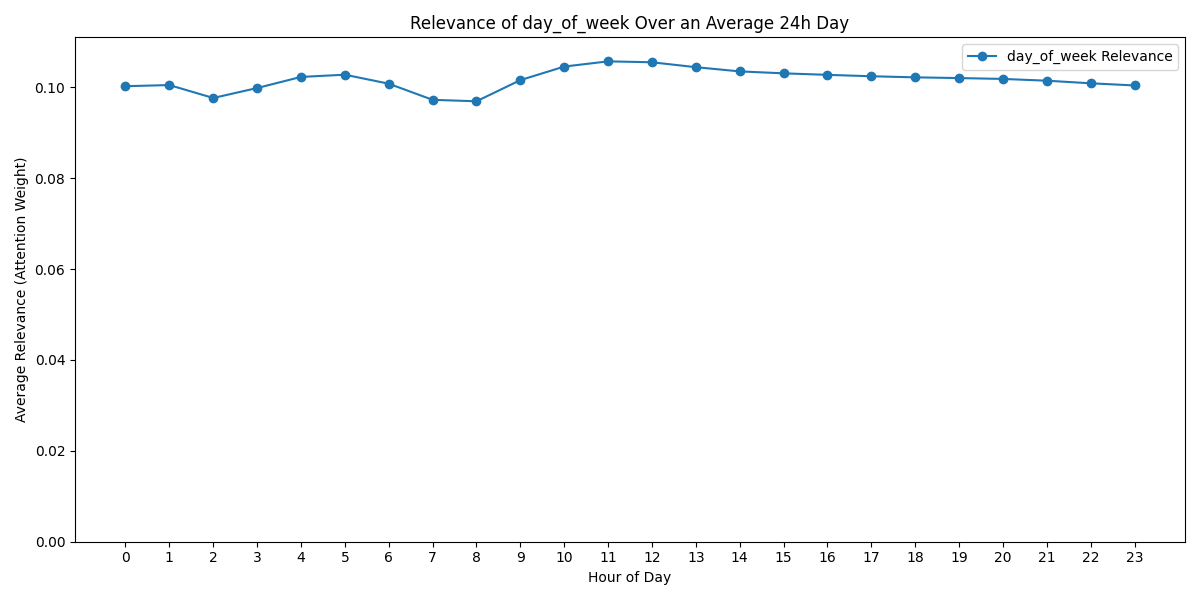 Relevance of day_of_week Over an Average 24h Day
day_of_week Relevance
Average Relevance (Attention Weight)
0.10
0.08
0.06
0.04
0.02
0.00
0 1 2 3 4 5 6 7 8 9 10 11 12 13 14 15 16 17 18 19 20 21 22 23
Hour of Day